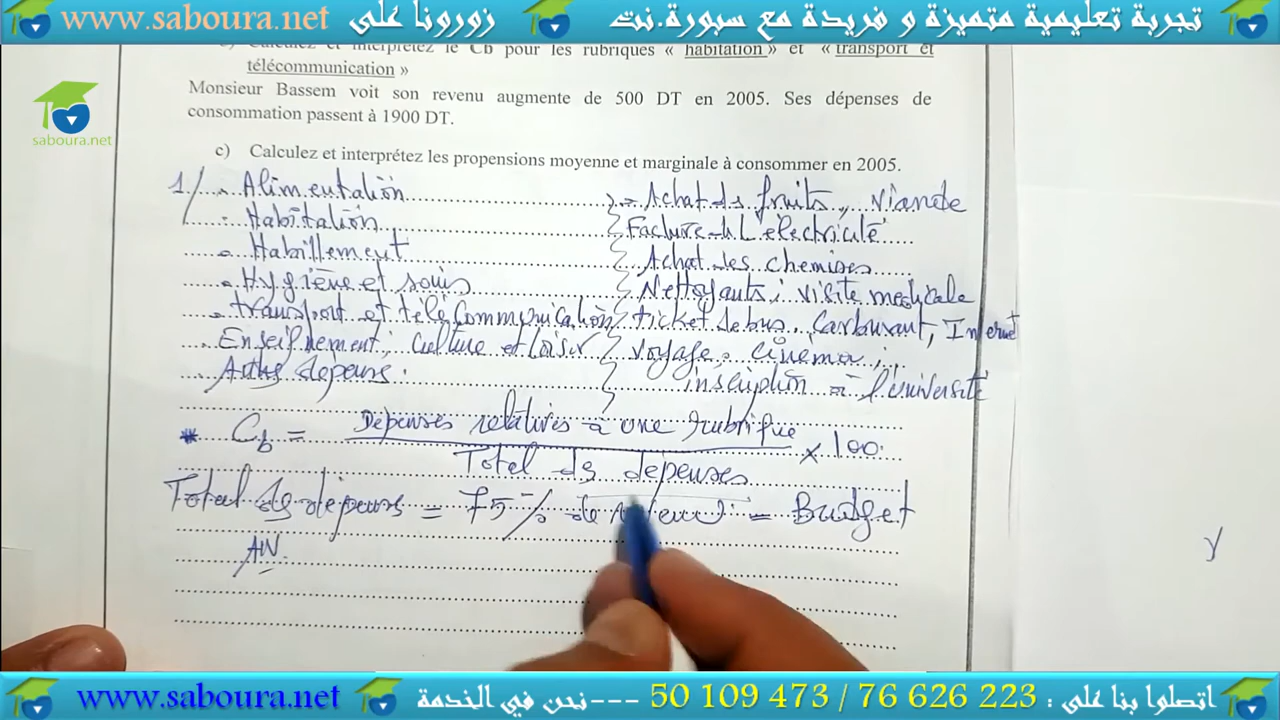 www.saboura.net زورونا على تجربة تعليمية متميزة و فريدة مع سبورة.نت
Calculez et interprétez le Cb pour les rubriques « habitation » et « transport et
télécommunication »
saboura.net
Monsieur Bassem voit son revenu augmente de 500 DT en 2005. Ses dépenses de
consommation passent à 1900 DT.
c) Calculez et interprétez les propensions moyenne et marginale à consommer en 2005.
1/ . Alimentation . Achat ds fruits, viande
. Habitation Facture de l'électricité
. Habillement Achat des chemises
. Hygiène et soins Nettoyants, visite médicale
. transport et télécommunication ticket de bus.. Carburant, Internet
. Enseignement, culture et loisir voyage. cinéma,
. Autres dépens. inscription à l'université
* Cb = Dépenses relatives à une rubrique × 100
Total ds dépenses
Total ds dépens = 75% de = Budget
AN.
www.saboura.net اتصلوا بنا على : 50 109 473 / 76 626 223 ---نحن في الخدمة